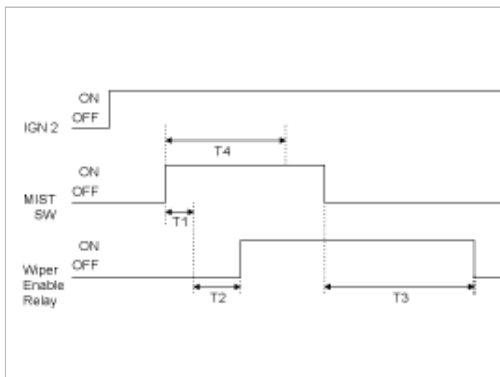 ON
OFF
IGN 2
T4
ON
OFF
MIST
SW
T1
ON
OFF
Wiper
Enable
Relay
T2
T3